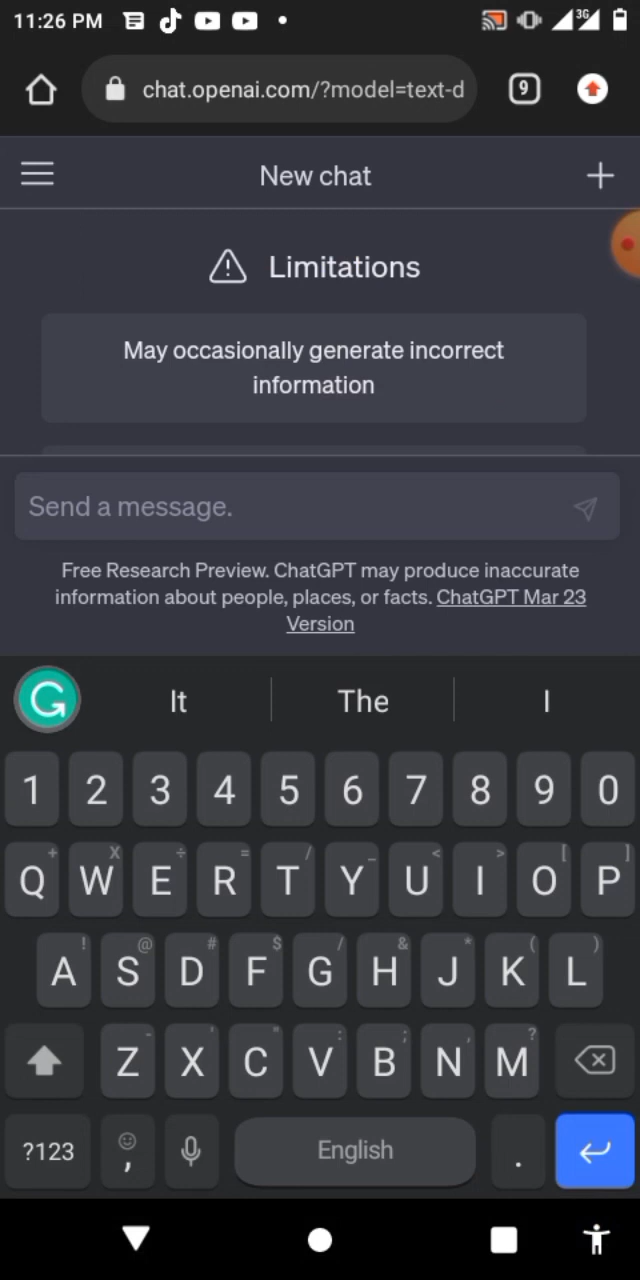 11:26 PM 3G
chat.openai.com/?model=text-d 9
New chat
Limitations
May occasionally generate incorrect
information
Send a message.
Free Research Preview. ChatGPT may produce inaccurate
information about people, places, or facts. ChatGPT Mar 23
Version
It The I
1 2 3 4 5 6 7 8 9 0
+ X ÷ = / _ < > [ ]
Q W E R T Y U I O P
! @ # $ / & * ( )
A S D F G H J K L
- ' " : ; , ?
Z X C V B N M
?123 , English .